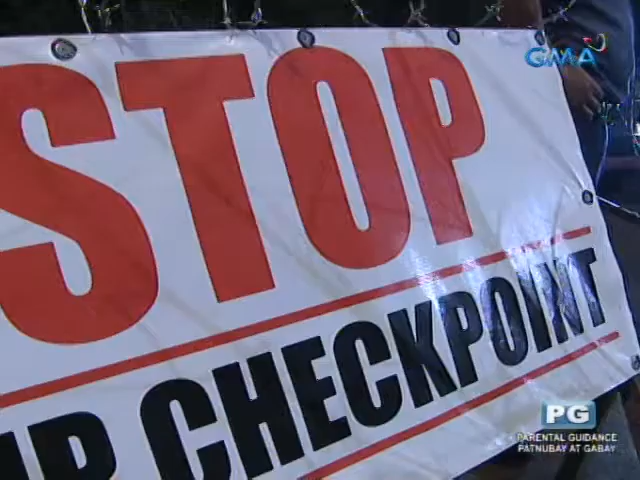 STOP
CHECKPOINT
GMA
PG
PARENTAL GUIDANCE
PATNUBAY AT GABAY